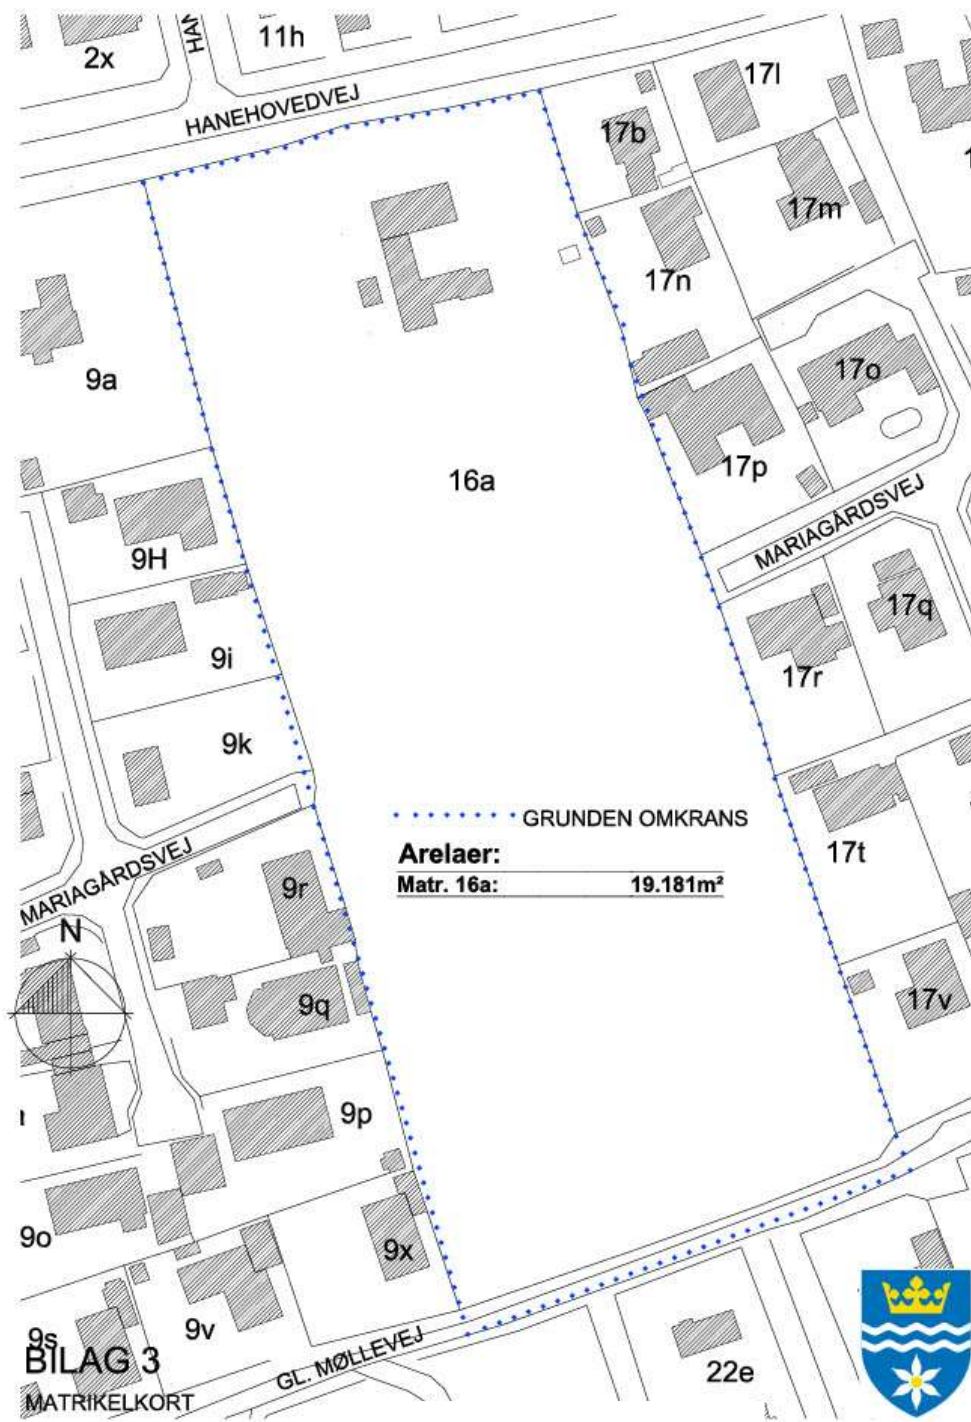 2x
HAN
11h
HANEHOVEDVEJ
17l
17b
17m
17n
9a
17o
16a
17p
MARIAGÅRDSVEJ
9H
17q
9i
17r
9k
GRUNDEN OMKRANS
Arelaer:
Matr. 16a: 19.181m²
17t
MARIAGÅRDSVEJ
9r
N
9q
17v
9p
9o
9x
9v
9s
GL. MØLLEVEJ
22e
BILAG 3
MATRIKELKORT